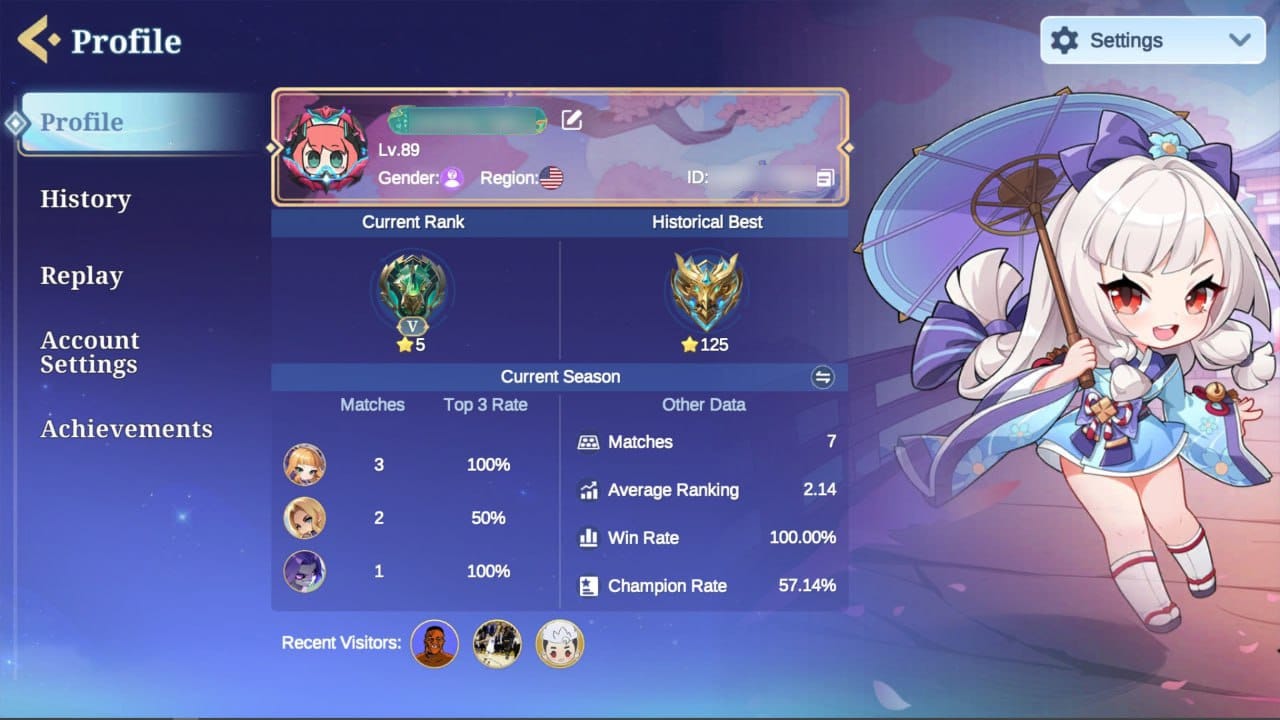 Profile
Settings
Profile
History
Replay
Account
Settings
Achievements
Lv.89
Gender: Region: ID:
Current Rank Historical Best
V
5 125
Current Season
Matches Top 3 Rate Other Data
3 100%
2 50%
1 100%
Matches 7
Average Ranking 2.14
Win Rate 100.00%
Champion Rate 57.14%
Recent Visitors: